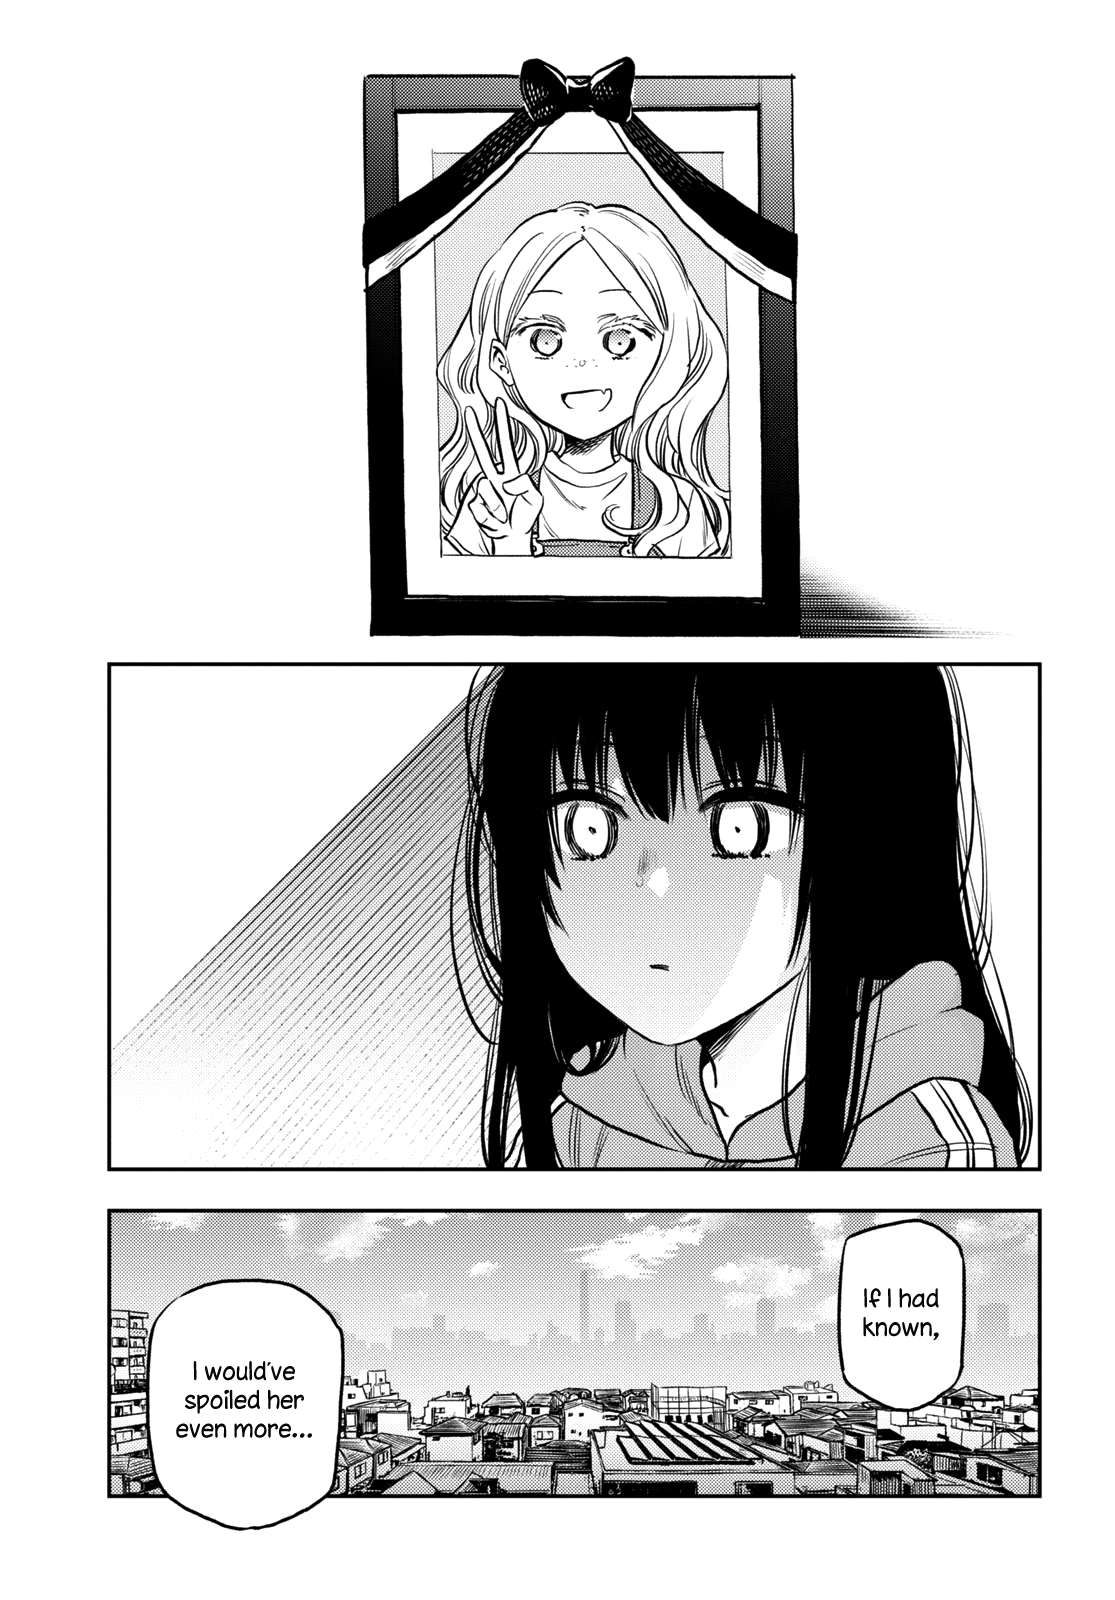 If I had
known,
I would've
spoiled her
even more...